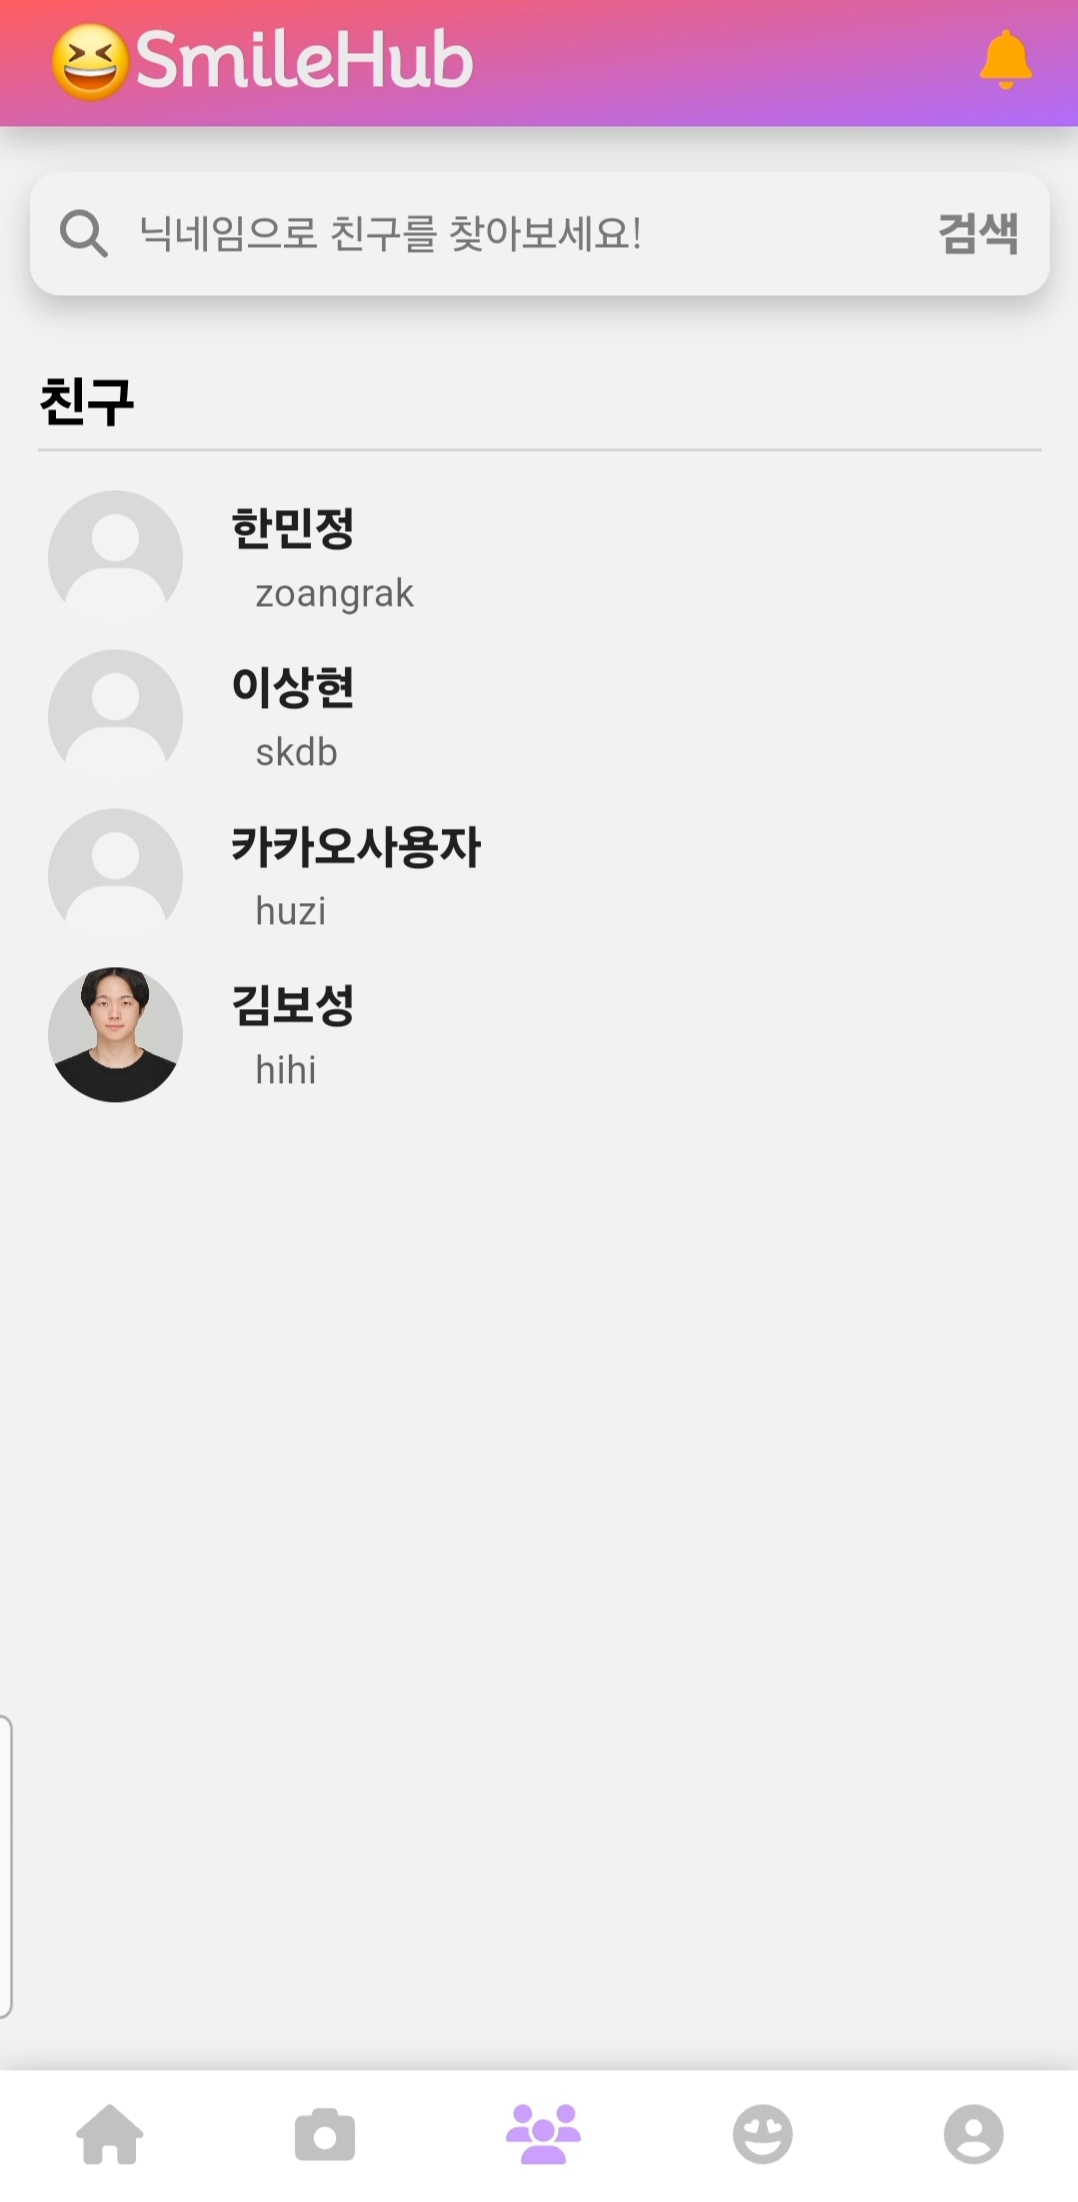 SmileHub
닉네임으로 친구를 찾아보세요! 검색
친구
한민정
zoangrak
이상현
skdb
카카오사용자
huzi
김보성
hihi